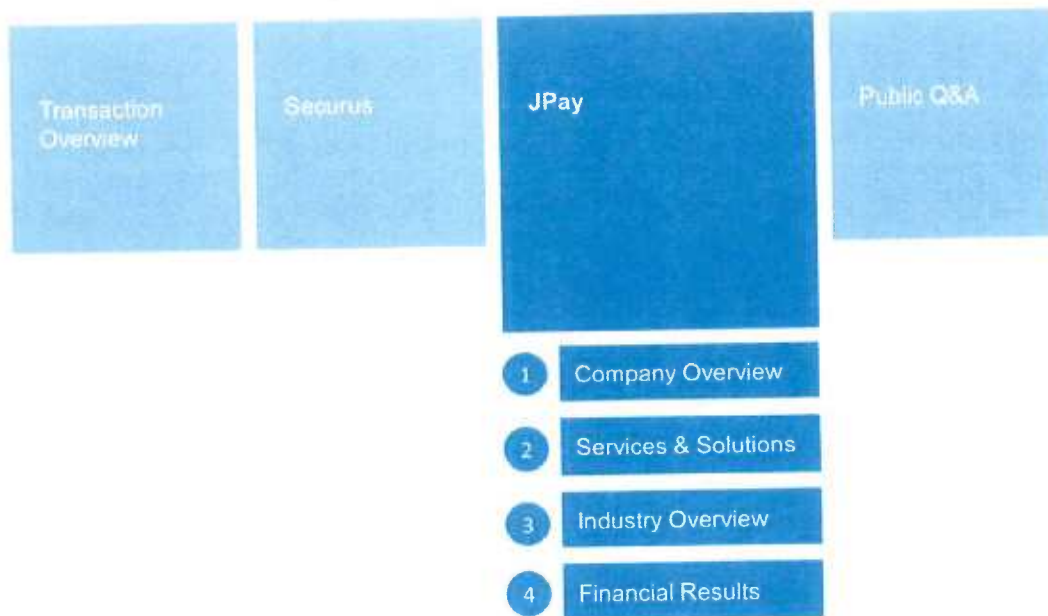 Transaction
Overview
Securus
JPay
Public Q&A
1
Company Overview
2
Services & Solutions
3
Industry Overview
4
Financial Results